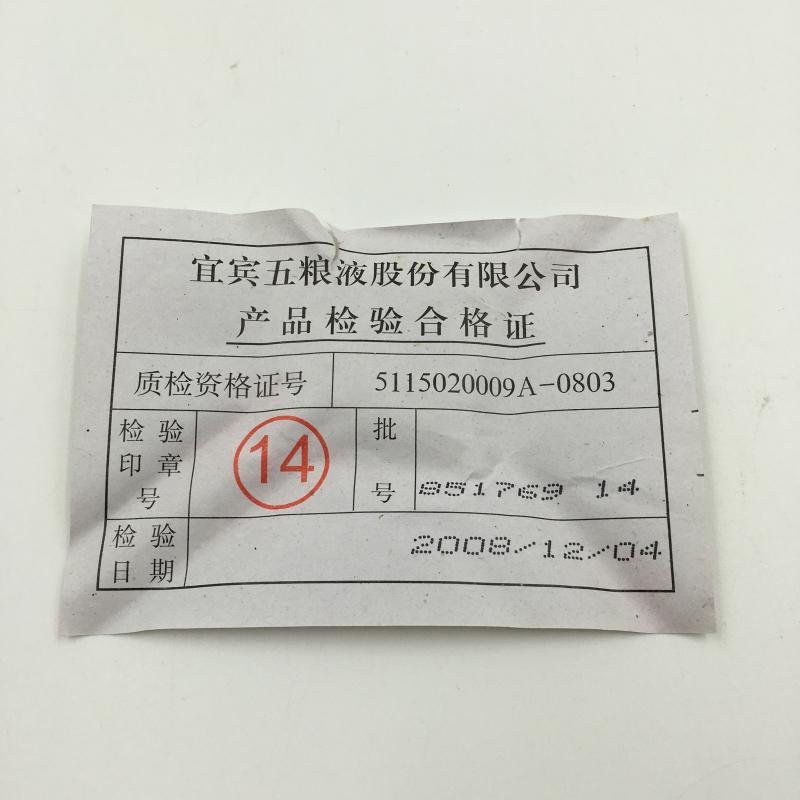 宜宾五粮液股份有限公司
产品检验合格证
质检资格证号 5115020009A-0803
检验印章号 14 批号 851769 14
检验日期 2008/12/04